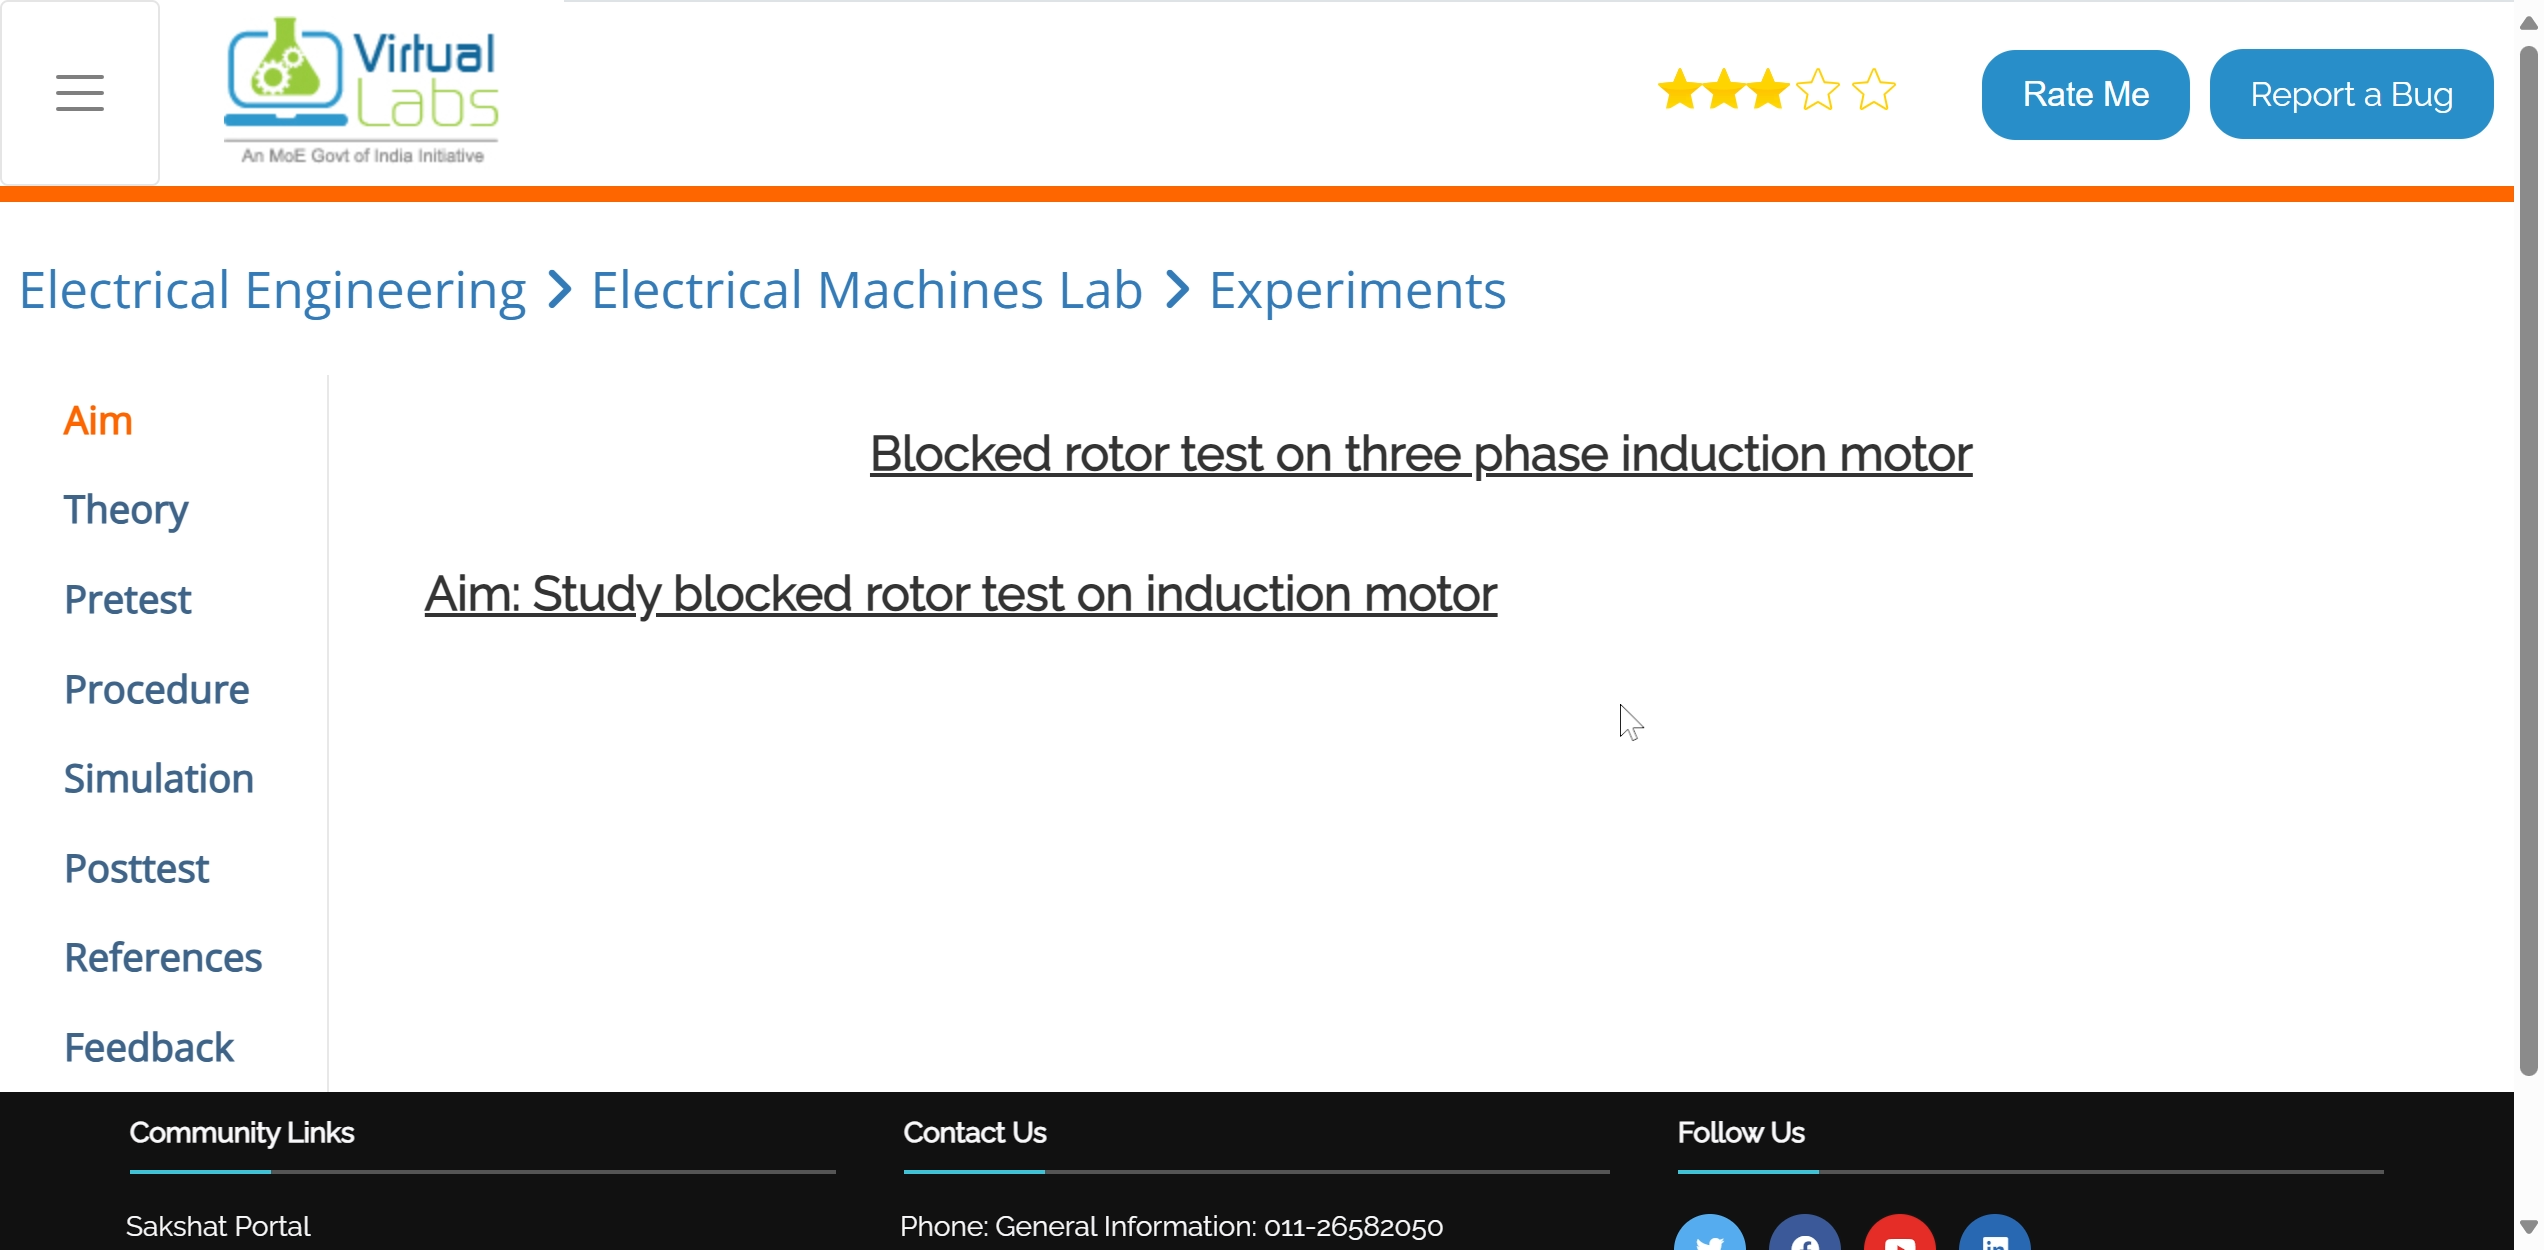 Virtual
Labs
An MoE Govt of India Initiative
Rate Me
Report a Bug
Electrical Engineering > Electrical Machines Lab > Experiments
Aim
Theory
Pretest
Procedure
Simulation
Posttest
References
Feedback
Blocked rotor test on three phase induction motor
Aim: Study blocked rotor test on induction motor
Community Links
Sakshat Portal
Contact Us
Phone: General Information: 011-26582050
Follow Us